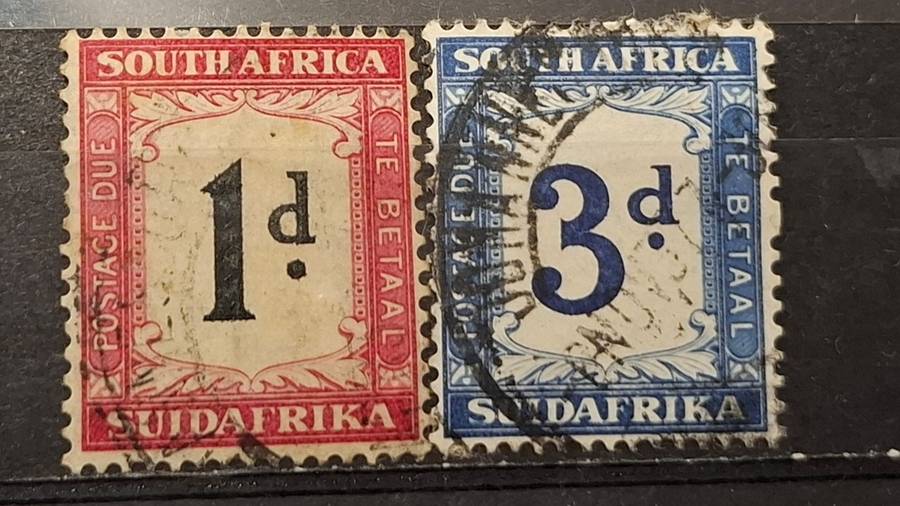 SOUTH AFRICA
POSTAGE DUE
1d.
TE BETAAL
SUIDAFRIKA
SOUTH AFRICA
POSTAGE DUE
3d.
TE BETAAL
SUIDAFRIKA